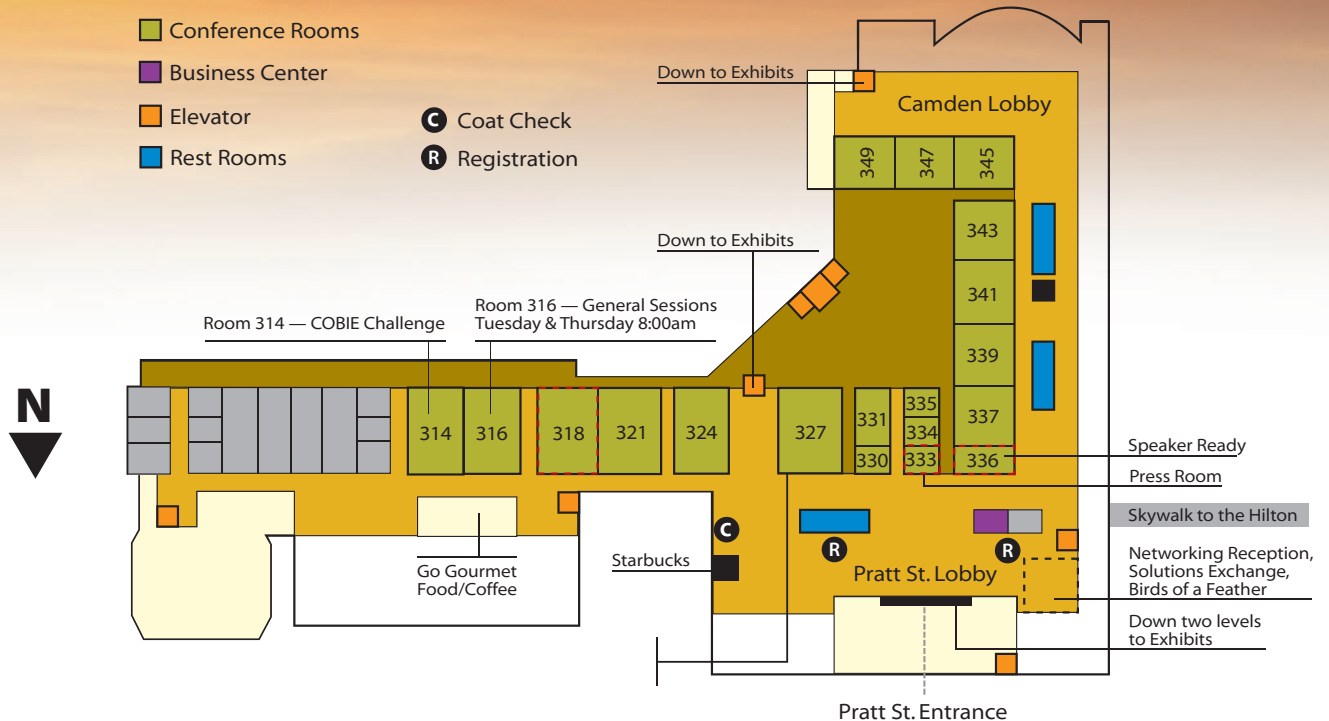 Conference Rooms
Business Center
Elevator
Rest Rooms
C Coat Check
R Registration
Down to Exhibits
Camden Lobby
349
347
345
343
341
339
337
336
Down to Exhibits
Room 314 — COBIE Challenge
Room 316 — General Sessions
Tuesday & Thursday 8:00am
N
314
316
318
321
324
327
331
330
335
334
333
Speaker Ready
Press Room
Skywalk to the Hilton
Networking Reception,
Solutions Exchange,
Birds of a Feather
Down two levels
to Exhibits
C
R
R
Starbucks
Go Gourmet
Food/Coffee
Pratt St. Lobby
Pratt St. Entrance